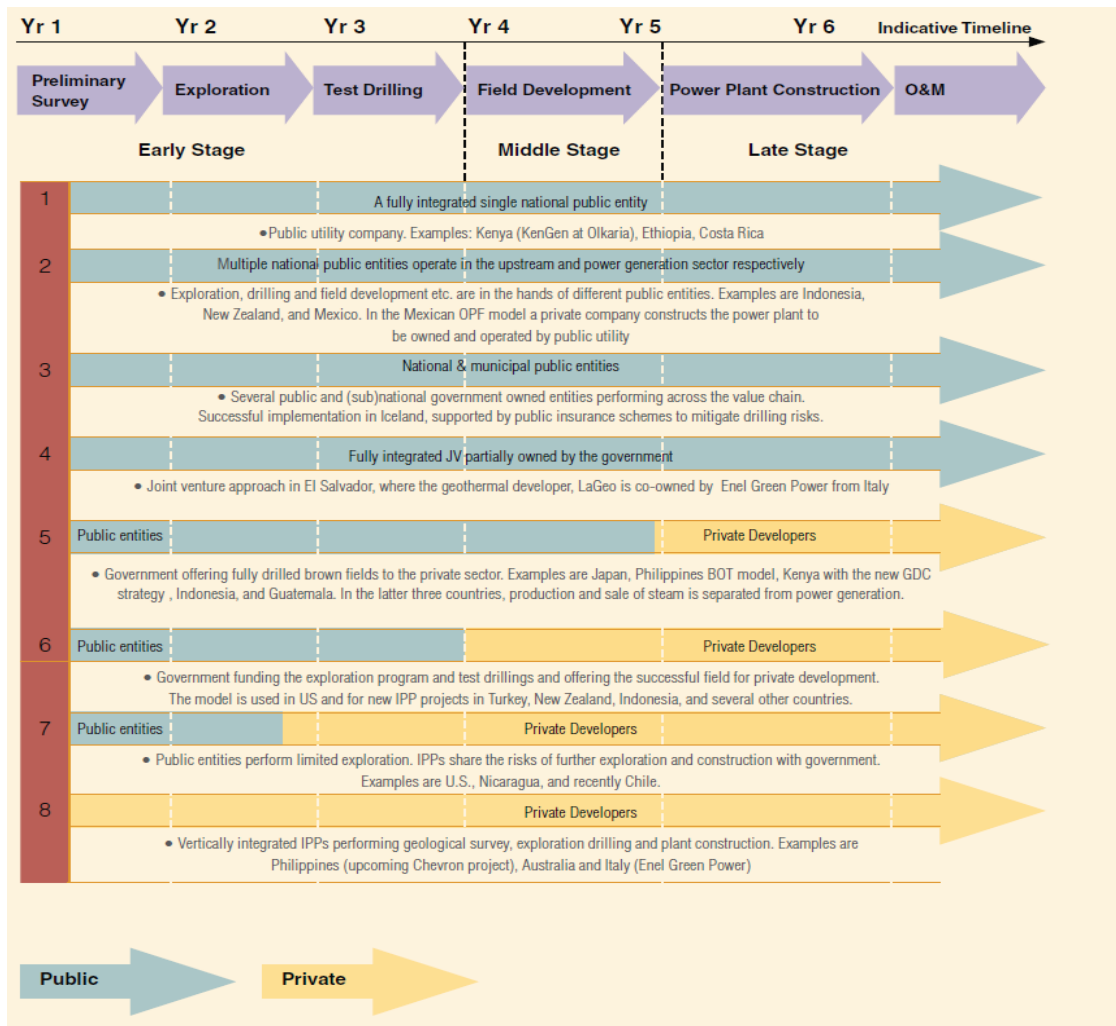 Yr 1 Yr 2 Yr 3 Yr 4 Yr 5 Yr 6 Indicative Timeline
Preliminary Survey
Exploration
Test Drilling
Field Development
Power Plant Construction
O&M
Early Stage Middle Stage Late Stage
1
A fully integrated single national public entity
•Public utility company. Examples: Kenya (KenGen at Olkaria), Ethiopia, Costa Rica
2
Multiple national public entities operate in the upstream and power generation sector respectively
• Exploration, drilling and field development etc. are in the hands of different public entities. Examples are Indonesia,
New Zealand, and Mexico. In the Mexican OPF model a private company constructs the power plant to
be owned and operated by public utility
3
National & municipal public entities
• Several public and (sub)national government owned entities performing across the value chain.
Successful implementation in Iceland, supported by public insurance schemes to mitigate drilling risks.
4
Fully integrated JV partially owned by the government
• Joint venture approach in El Salvador, where the geothermal developer, LaGeo is co-owned by Enel Green Power from Italy
5
Public entities Private Developers
• Government offering fully drilled brown fields to the private sector. Examples are Japan, Philippines BOT model, Kenya with the new GDC
strategy , Indonesia, and Guatemala. In the latter three countries, production and sale of steam is separated from power generation.
6
Public entities Private Developers
• Government funding the exploration program and test drillings and offering the successful field for private development.
The model is used in US and for new IPP projects in Turkey, New Zealand, Indonesia, and several other countries.
7
Public entities Private Developers
• Public entities perform limited exploration. IPPs share the risks of further exploration and construction with government.
Examples are U.S., Nicaragua, and recently Chile.
8
Private Developers
• Vertically integrated IPPs performing geological survey, exploration drilling and plant construction. Examples are
Philippines (upcoming Chevron project), Australia and Italy (Enel Green Power)
Public Private